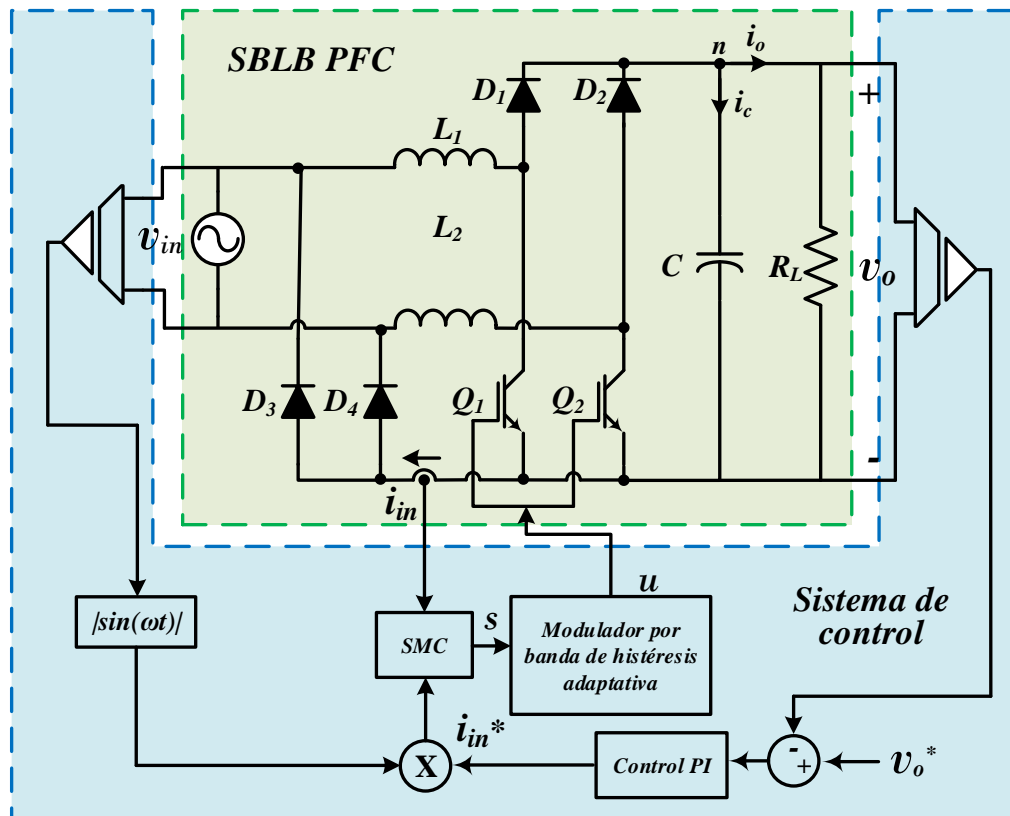 SBLB PFC
n
i_o
D_1
D_2
i_c
+
L_1
v_in
L_2
C
R_L
v_o
D_3
D_4
Q_1
Q_2
-
i_in
u
|sin(ωt)|
SMC
s
Modulador por
banda de histéresis
adaptativa
Sistema de
control
i_in*
X
Control PI
-
+
v_o*